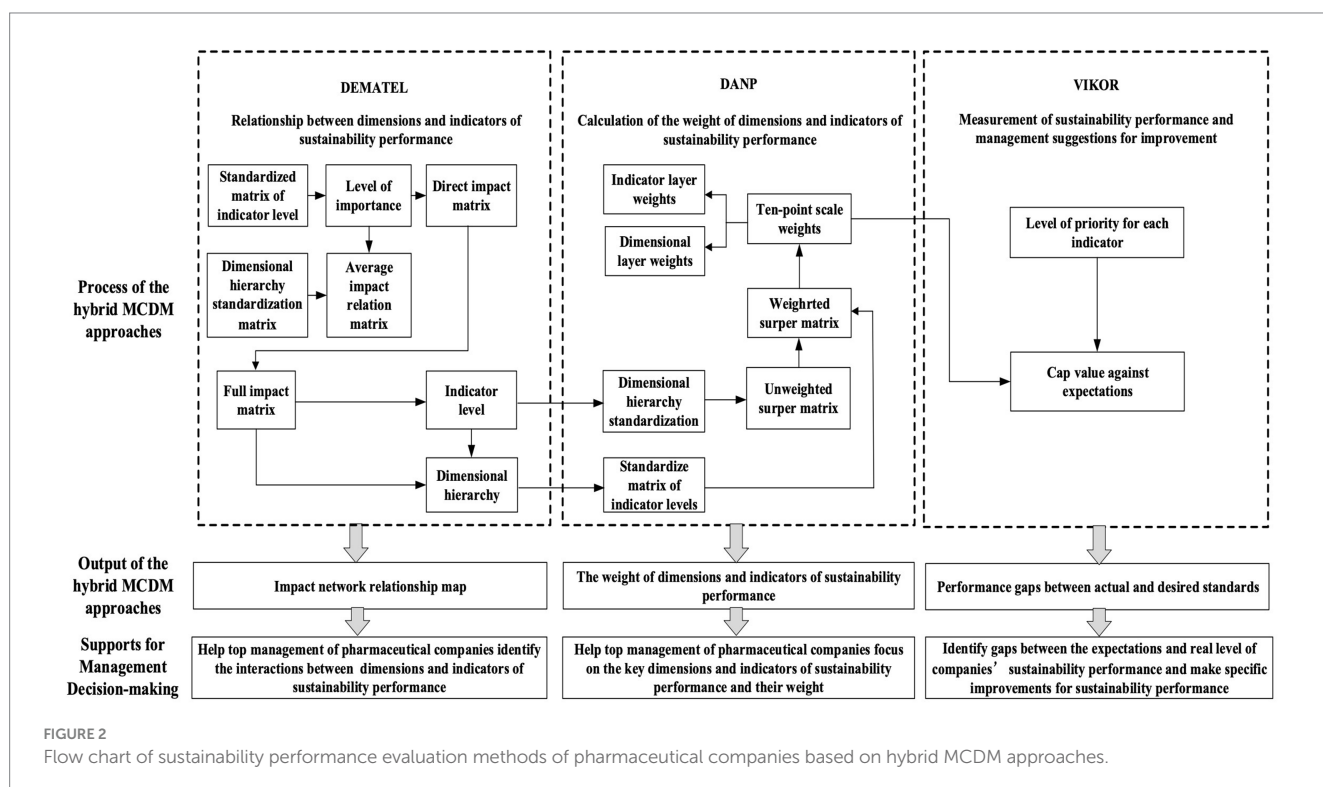 DEMATEL
Relationship between dimensions and indicators of
sustainability performance
Standardized
matrix of
indicator level
Level of
importance
Direct impact
matrix
Dimensional
hierarchy
standardization
matrix
Average
impact
relation
matrix
Full impact
matrix
Indicator
level
Dimensional
hierarchy
DANP
Calculation of the weight of dimensions and indicators of
sustainability performance
Indicator layer
weights
Dimensional
layer weights
Ten-point scale
weights
Weighrted
surper matrix
Dimensional
hierarchy
standardization
Unweighted
surper matrix
Standardize
matrix of
indicator levels
VIKOR
Measurement of sustainability performance and
management suggestions for improvement
Level of priority for each
indicator
Cap value against
expectations
Process of the
hybrid MCDM
approaches
Output of the
hybrid MCDM
approaches
Impact network relationship map
The weight of dimensions and indicators of sustainability
performance
Performance gaps between actual and desired standards
Supports for
Management
Decision-making
Help top management of pharmaceutical companies identify
the interactions between dimensions and indicators of
sustainability performance
Help top management of pharmaceutical companies focus
on the key dimensions and indicators of sustainability
performance and their weight
Identify gaps between the expectations and real level of
companies’ sustainability performance and make specific
improvements for sustainability performance
FIGURE 2
Flow chart of sustainability performance evaluation methods of pharmaceutical companies based on hybrid MCDM approaches.